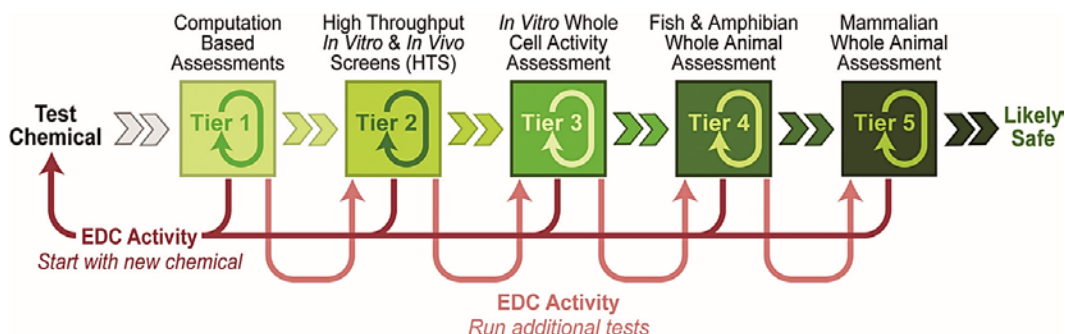 Computation
Based
Assessments
High Throughput
In Vitro & In Vivo
Screens (HTS)
In Vitro Whole
Cell Activity
Assessment
Fish & Amphibian
Whole Animal
Assessment
Mammalian
Whole Animal
Assessment
Test
Chemical
Tier 1
Tier 2
Tier 3
Tier 4
Tier 5
Likely
Safe
EDC Activity
Start with new chemical
EDC Activity
Run additional tests